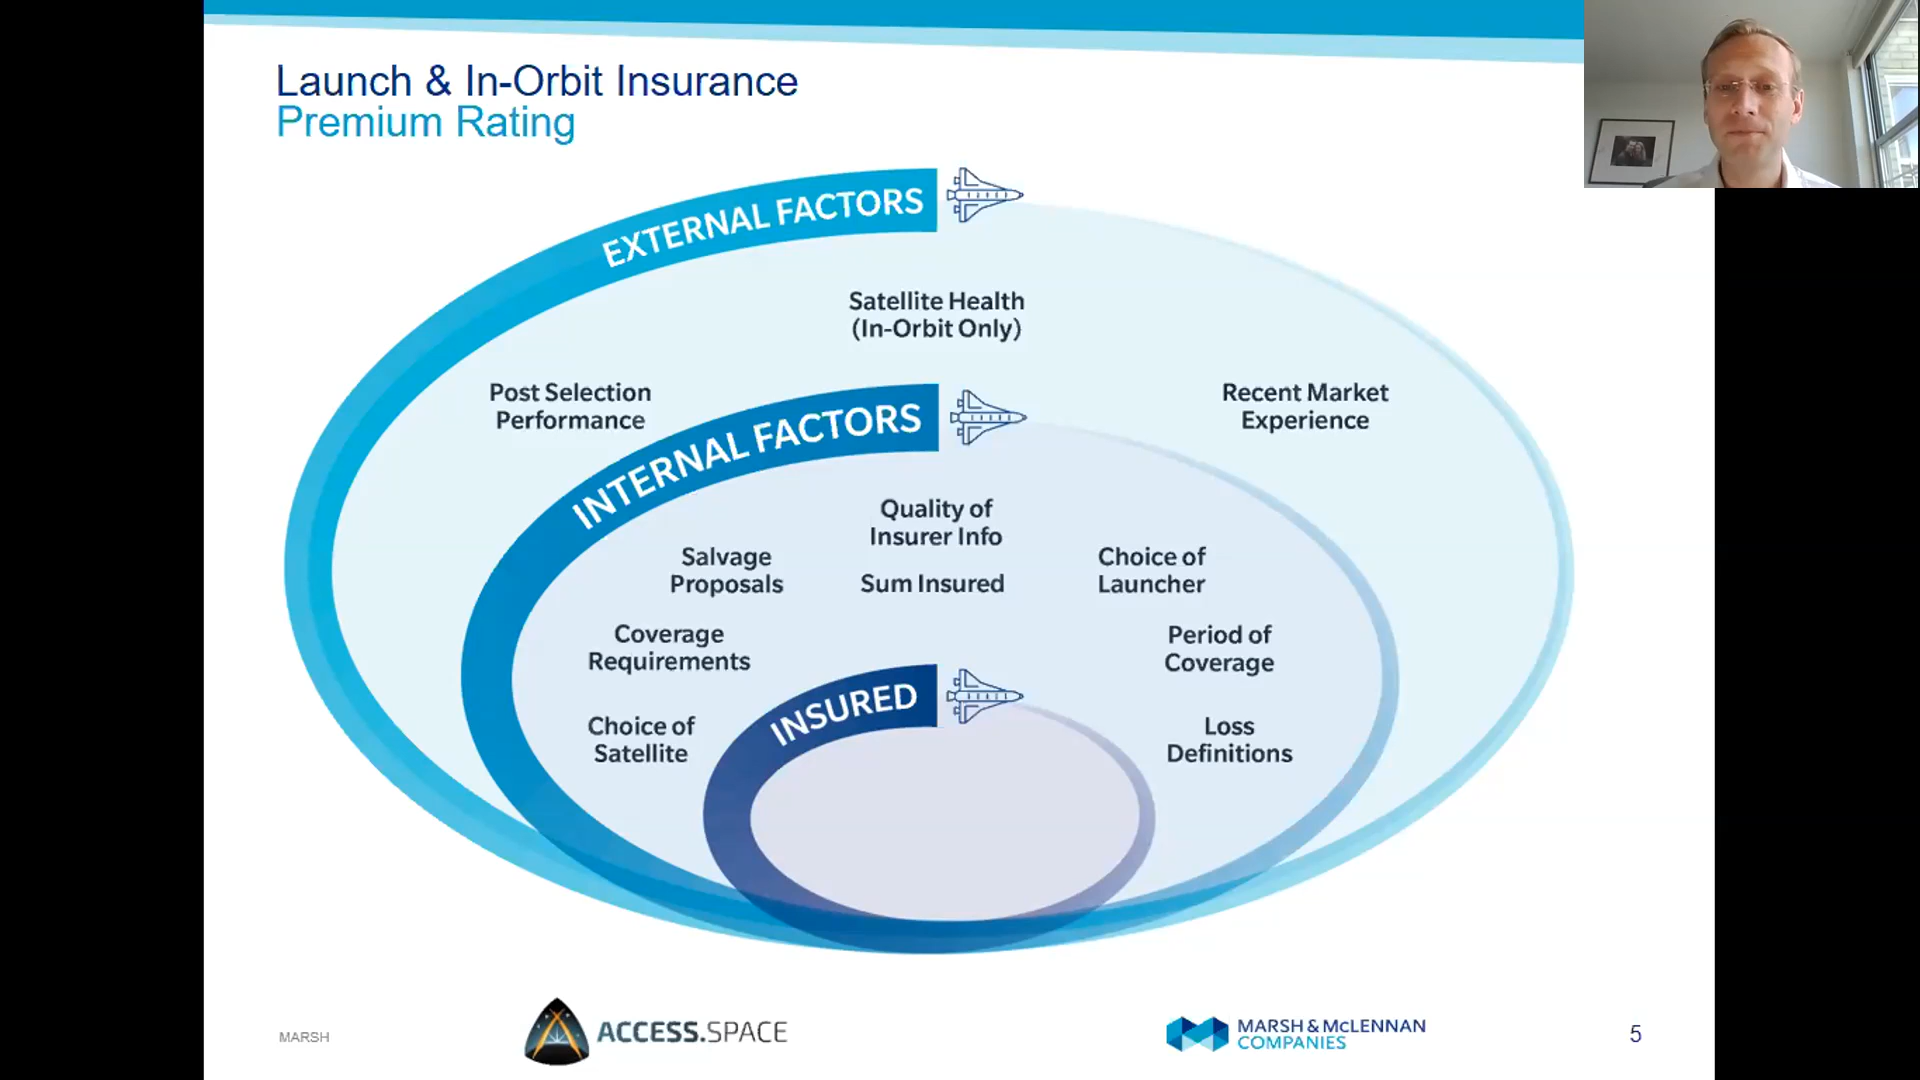 Launch & In-Orbit Insurance
Premium Rating
EXTERNAL FACTORS
Satellite Health
(In-Orbit Only)
Post Selection
Performance
Recent Market
Experience
INTERNAL FACTORS
Quality of
Insurer Info
Salvage
Proposals
Sum Insured
Choice of
Launcher
Coverage
Requirements
Period of
Coverage
INSURED
Choice of
Satellite
Loss
Definitions
MARSH
ACCESS.SPACE
MARSH & McLENNAN
COMPANIES
5